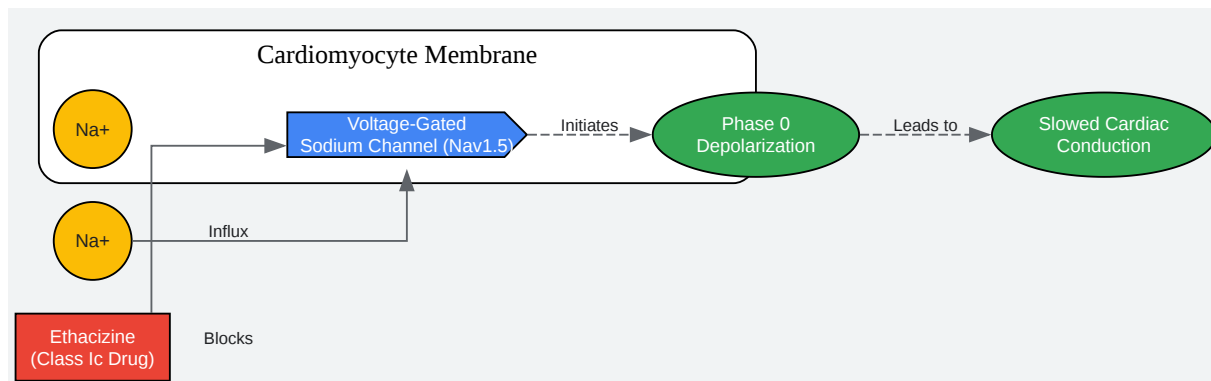 Cardiomyocyte Membrane
Na+
Voltage-Gated
Sodium Channel (Nav1.5)
Initiates
Phase 0
Depolarization
Leads to
Slowed Cardiac
Conduction
Na+
Influx
Ethacizine
(Class Ic Drug)
Blocks